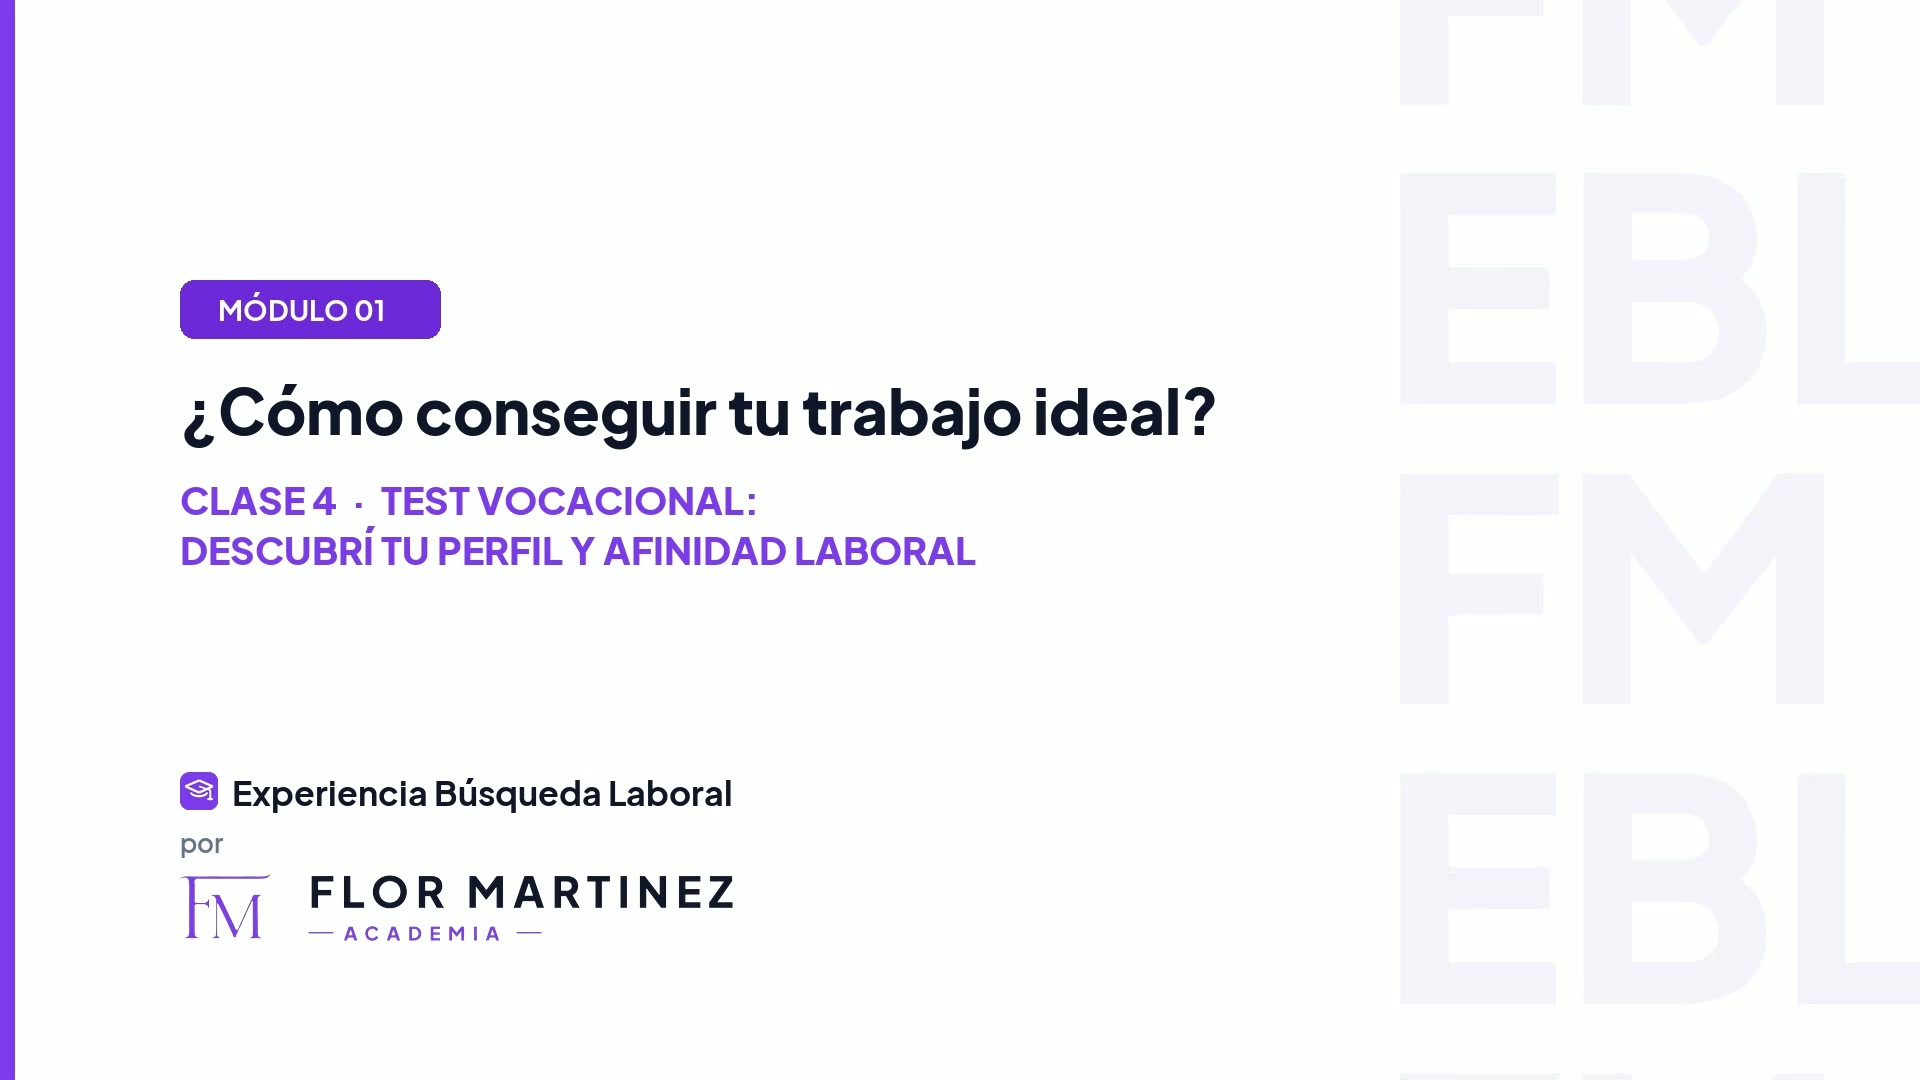 MÓDULO 01
¿Cómo conseguir tu trabajo ideal?
CLASE 4 · TEST VOCACIONAL:
DESCUBRÍ TU PERFIL Y AFINIDAD LABORAL
Experiencia Búsqueda Laboral
por
FM FLOR MARTINEZ
— ACADEMIA —
FM
EBL
FM
EBL